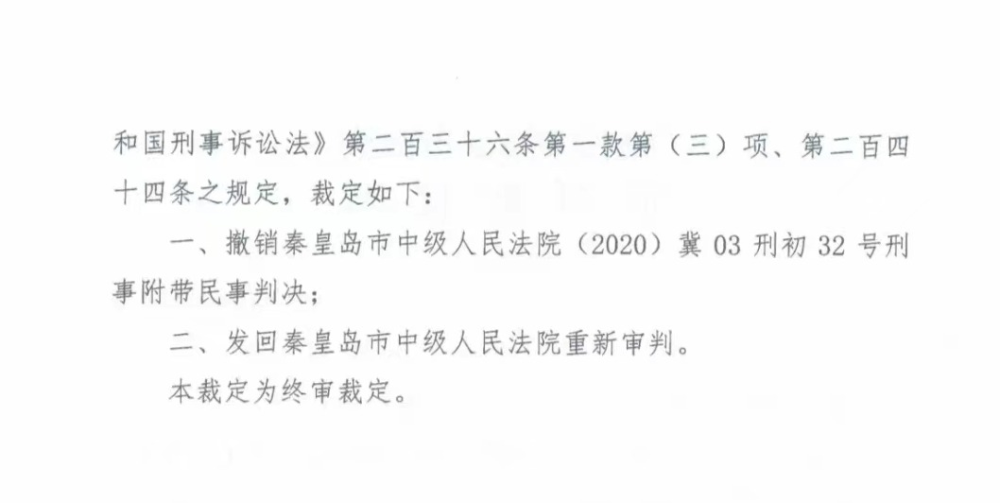 和国刑事诉讼法》第二百三十六条第一款第（三）项、第二百四
十四条之规定，裁定如下：
一、撤销秦皇岛市中级人民法院（2020）冀 03 刑初 32 号刑
事附带民事判决；
二、发回秦皇岛市中级人民法院重新审判。
本裁定为终审裁定。